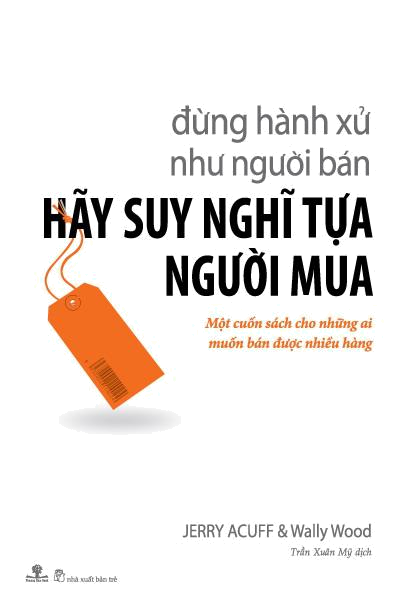 đừng hành xử
như người bán
HÃY SUY NGHĨ TỰA
NGƯỜI MUA
Một cuốn sách cho những ai
muốn bán được nhiều hàng
JERRY ACUFF & Wally Wood
Trần Xuân Mỹ dịch
nhà xuất bản trẻ